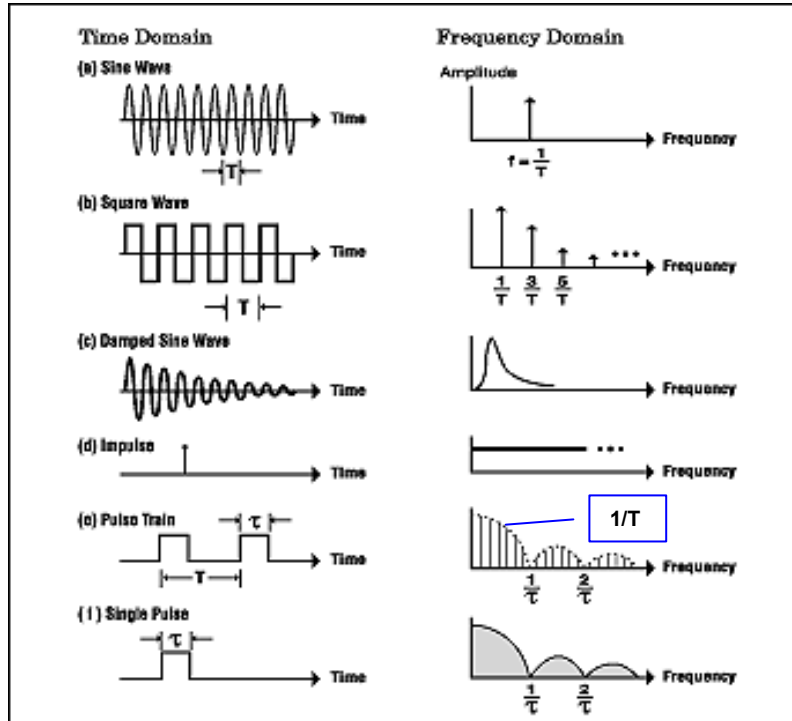 Time Domain
Frequency Domain
(a) Sine Wave
Time
T
Amplitude
Frequency
f = 1/T
(b) Square Wave
Time
T
Frequency
1/T 3/T 5/T
(c) Damped Sine Wave
Time
Frequency
(d) Impulse
Time
Frequency
(e) Pulse Train
τ
T
Time
1/T
Frequency
1/τ 2/τ
(f) Single Pulse
τ
Time
Frequency
1/τ 2/τ